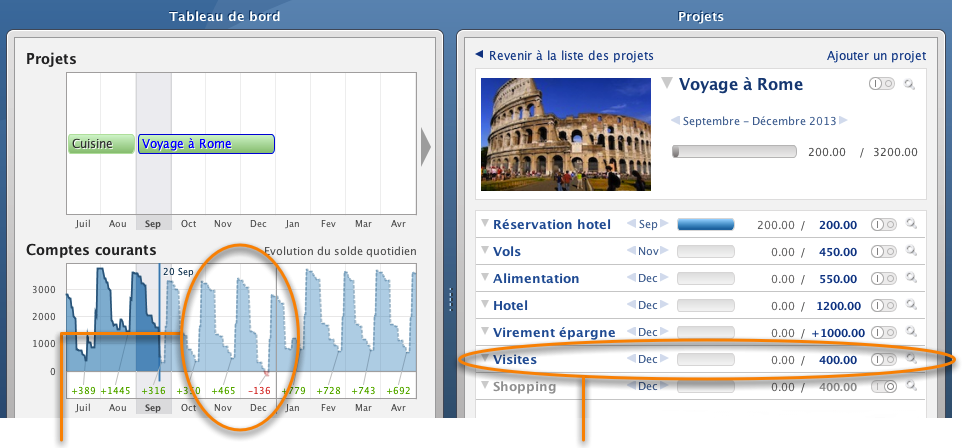 Tableau de bord
Projets
Cuisine
Voyage à Rome
Juil Aou Sep Oct Nov Dec Jan Fev Mar Avr
Comptes courants
Evolution du solde quotidien
20 Sep
3000
2000
1000
0
+389 +1445 +316 +350 +465 -136 +779 +728 +743 +692
Juil Aou Sep Oct Nov Dec Jan Fev Mar Avr
Projets
Revenir à la liste des projets
Ajouter un projet
Voyage à Rome
Septembre – Décembre 2013
200.00 / 3200.00
Réservation hotel Sep 200.00 / 200.00
Vols Nov 0.00 / 450.00
Alimentation Dec 0.00 / 550.00
Hotel Dec 0.00 / 1200.00
Virement épargne Dec 0.00 / +1000.00
Visites Dec 0.00 / 400.00
Shopping Dec 0.00 / 400.00